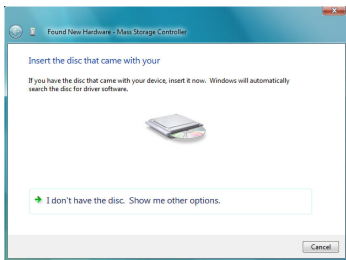 Found New Hardware - Mass Storage Controller
Insert the disc that came with your
If you have the disc that came with your device, insert it now. Windows will automatically
search the disc for driver software.
I don't have the disc. Show me other options.
Cancel